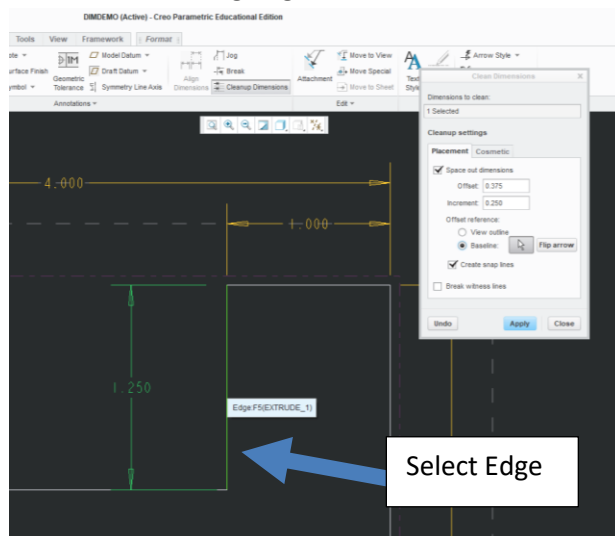 DIMDEMO (Active) - Creo Parametric Educational Edition
Tools View Framework Format
Model Datum
Jog
Move to View
Arrow Style
Surface Finish
Geometric Tolerance
Draft Datum
Align Dimensions
Break
Attachment
Move Special
Text Style
Symbol
Symmetry Line Axis
Cleanup Dimensions
Move to Sheet
Annotations
Edit
Clean Dimensions
Dimensions to clean:
1 Selected
Cleanup settings
Placement Cosmetic
Space out dimensions
Offset: 0.375
Increment: 0.250
Offset reference:
View outline
Baseline: Flip arrow
Create snap lines
Break witness lines
Undo Apply Close
4.000
1.000
1.250
Edge:F5(EXTRUDE_1)
Select Edge